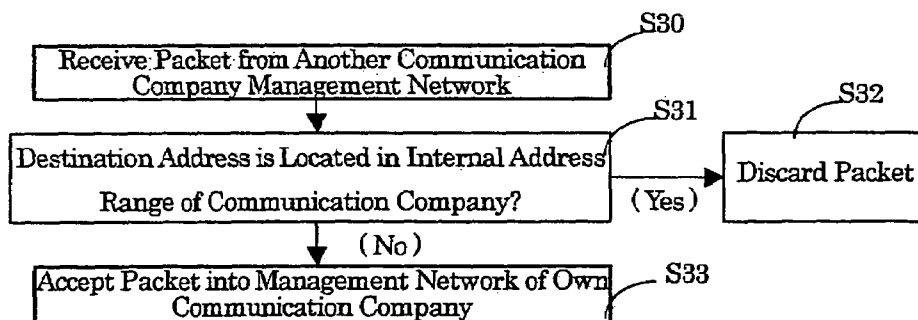 S30
Receive Packet from Another Communication
Company Management Network
S31
S32
Destination Address is Located in Internal Address
Range of Communication Company?
Discard Packet
(Yes)
(No)
Accept Packet into Management Network of Own
Communication Company
S33